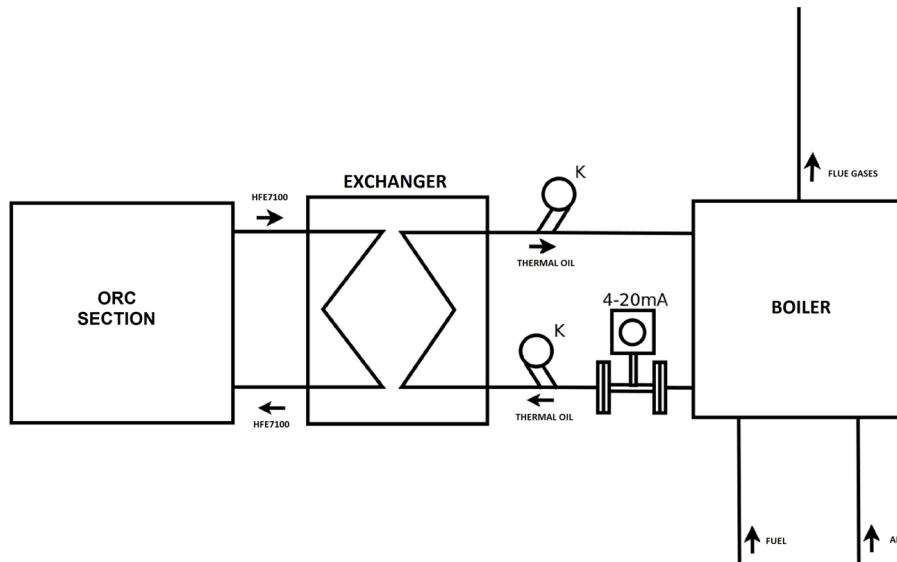 FLUE GASES
K
EXCHANGER
HFE7100
THERMAL OIL
ORC
SECTION
4-20mA
BOILER
K
HFE7100
THERMAL OIL
FUEL